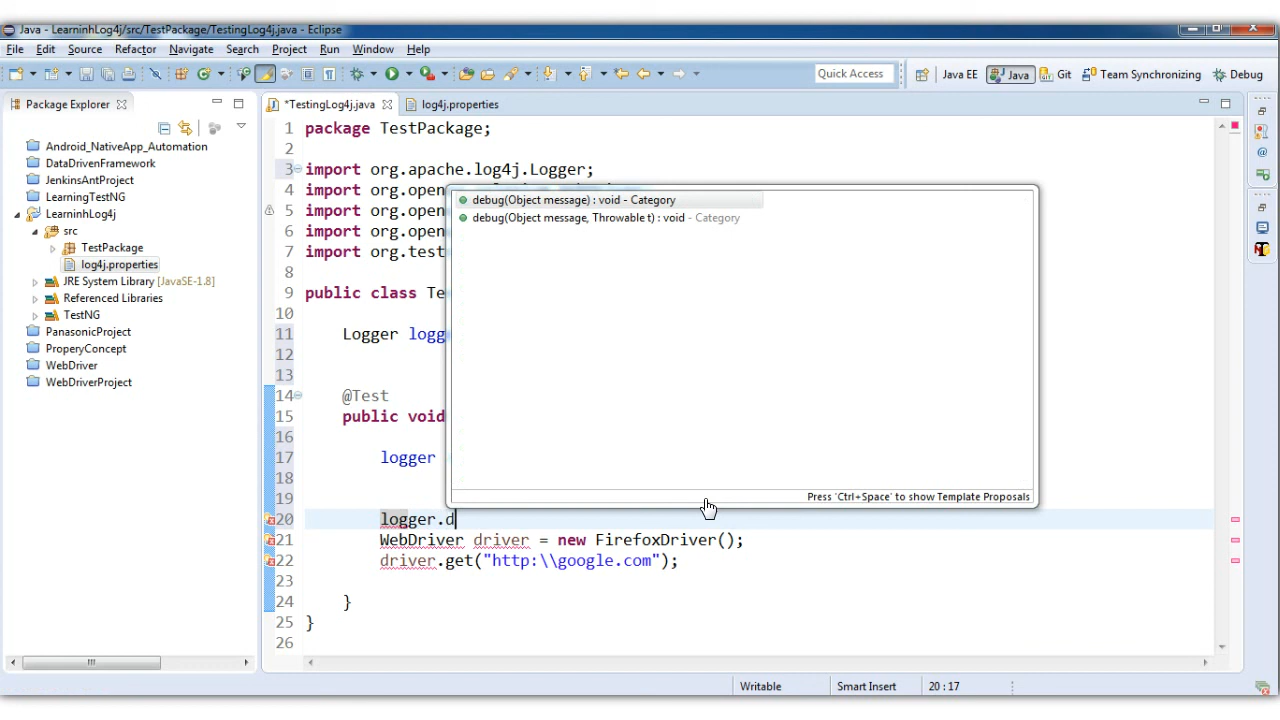 Java - LearninhLog4j/src/TestPackage/TestingLog4j.java - Eclipse
File Edit Source Refactor Navigate Search Project Run Window Help
Quick Access Java EE Java Git Team Synchronizing Debug
Package Explorer
*TestingLog4j.java log4j.properties
Android_NativeApp_Automation
DataDrivenFramework
JenkinsAntProject
LearningTestNG
LearninhLog4j
src
TestPackage
log4j.properties
JRE System Library [JavaSE-1.8]
Referenced Libraries
TestNG
PanasonicProject
ProperyConcept
WebDriver
WebDriverProject
1 package TestPackage;
2
3 import org.apache.log4j.Logger;
4 import org.open
5 import org.open
6 import org.open
7 import org.test
8
9 public class Te
10
11 Logger logg
12
13
14 @Test
15 public void
16
17 logger
18
19
20 logger.d
21 WebDriver driver = new FirefoxDriver();
22 driver.get("http:\\google.com");
23
24 }
25 }
26
debug(Object message) : void - Category
debug(Object message, Throwable t) : void - Category
Press 'Ctrl+Space' to show Template Proposals
Writable Smart Insert 20 : 17